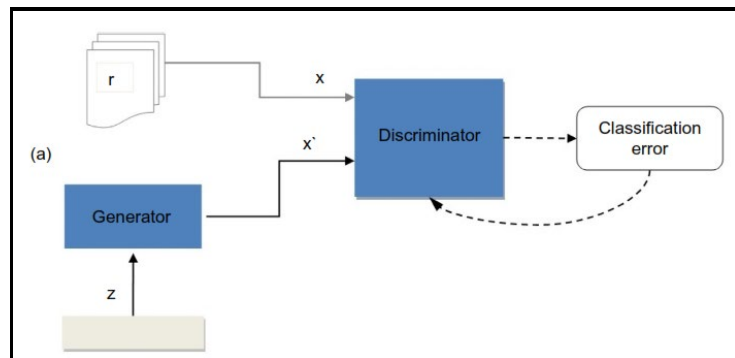 r
x
Discriminator
Classification
error
(a)
x`
Generator
z